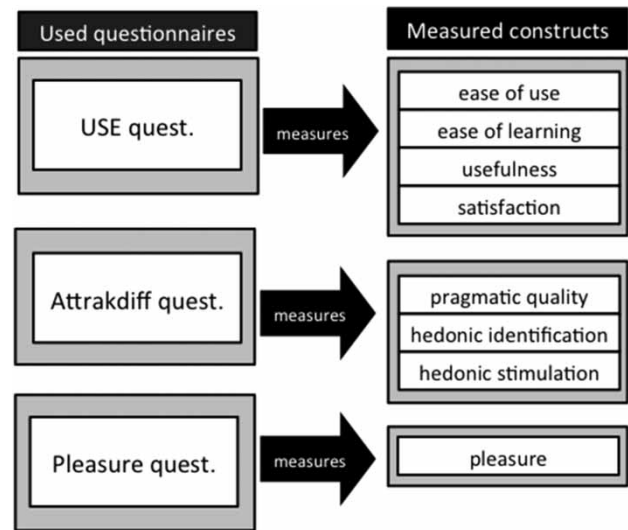 Used questionnaires
Measured constructs
USE quest.
measures
ease of use
ease of learning
usefulness
satisfaction
Attrakdiff quest.
measures
pragmatic quality
hedonic identification
hedonic stimulation
Pleasure quest.
measures
pleasure